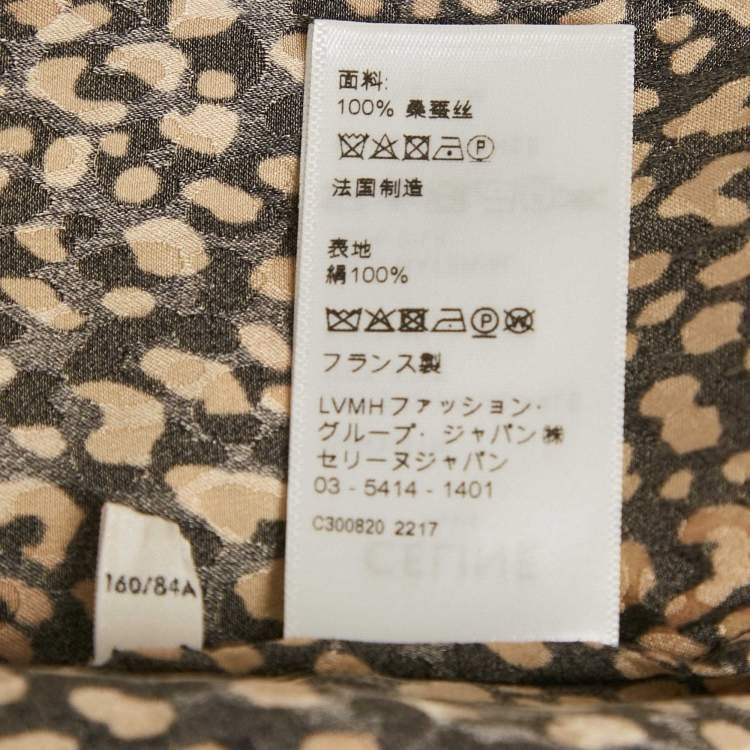 面料:
100% 桑蚕丝
P
法国制造
表地
絹100%
P W
フランス製
LVMHファッション・
グループ・ジャパン㈱
セリーヌジャパン
03 - 5414 - 1401
C300820 2217
CELINE
160/84A